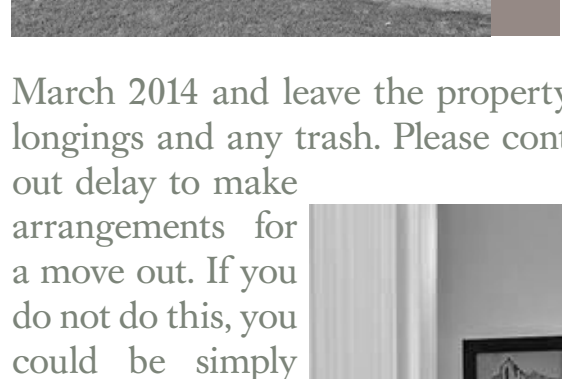 March 2014 and leave the property
longings and any trash. Please cont
out delay to make
arrangements for
a move out. If you
do not do this, you
could be simply